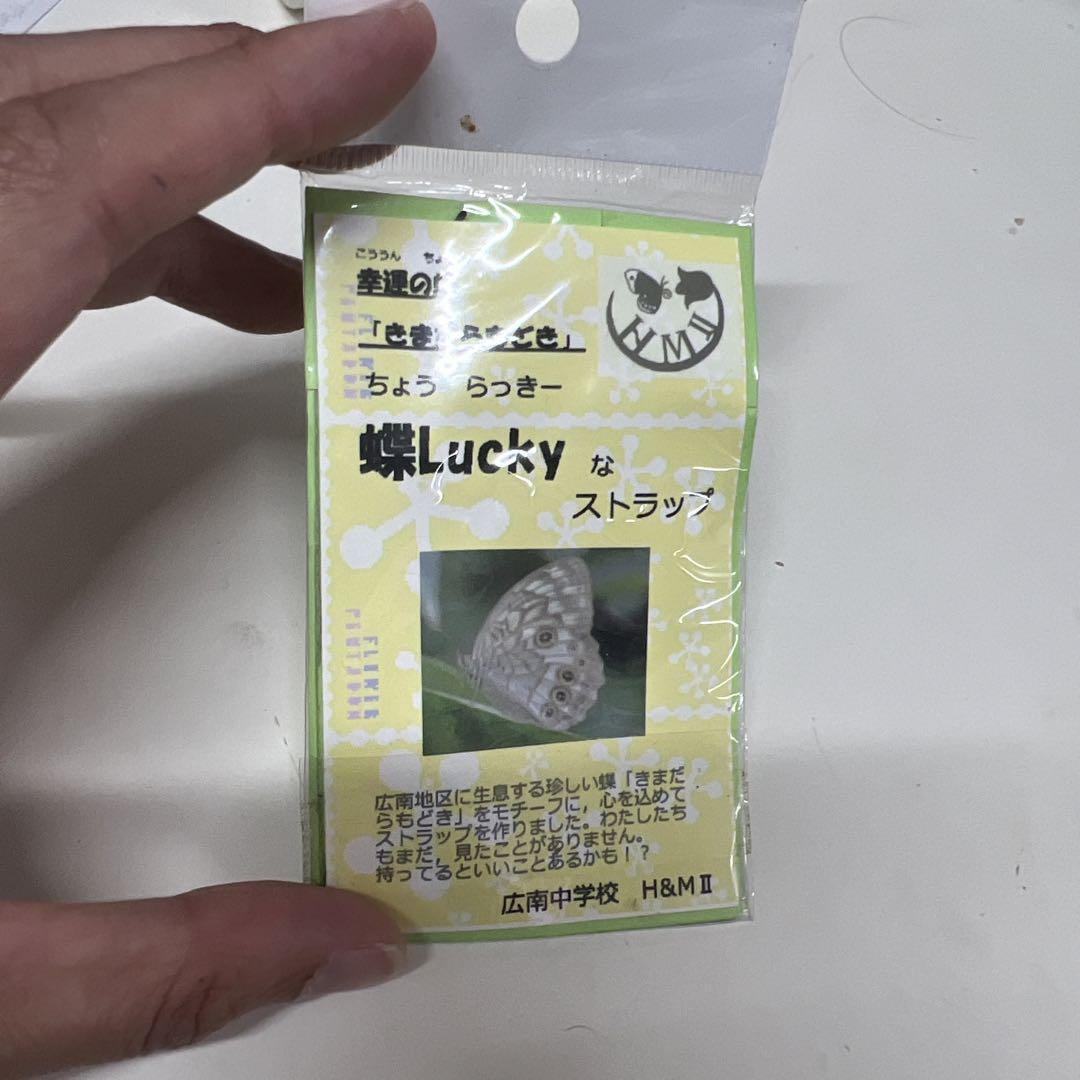 こううん ちょ
幸運の
「きまだらもどき」
ちょう らっきー
蝶Lucky な
ストラップ
HMⅡ
広南地区に生息する珍しい蝶「きまだ
らもどき」をモチーフに，心を込めて
ストラップを作りました。わたしたち
もまだ，見たことがありません。
持ってるといいことあるかも！？
広南中学校 H&MⅡ